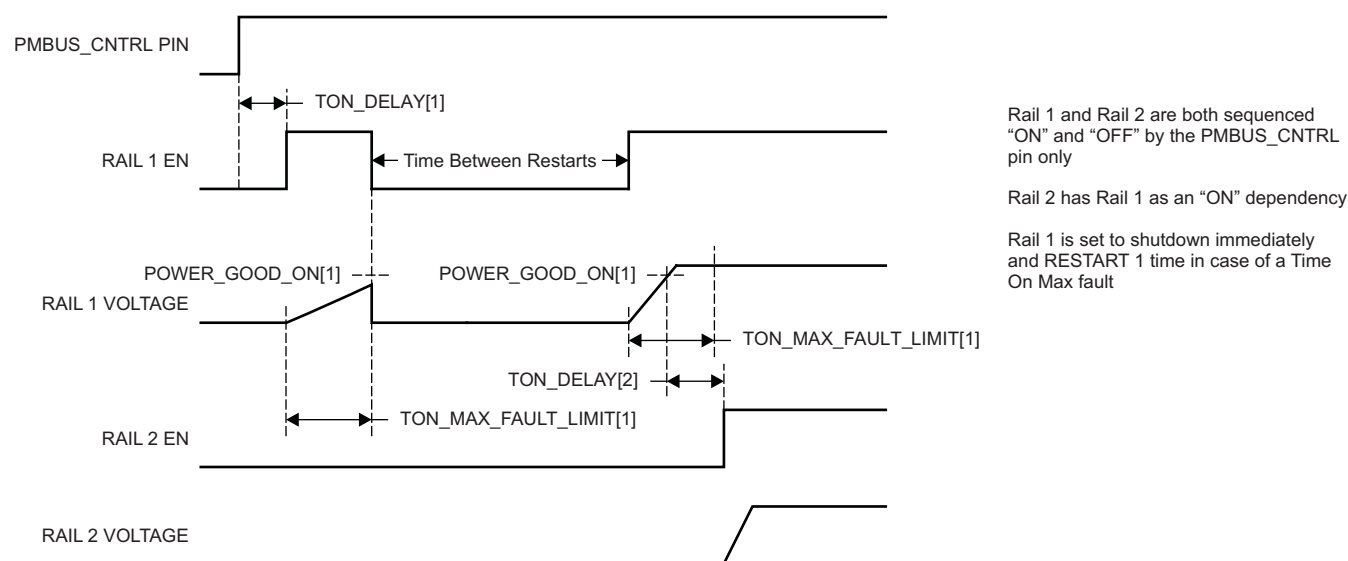 PMBUS_CNTRL PIN
TON_DELAY[1]
RAIL 1 EN
Time Between Restarts
POWER_GOOD_ON[1]
POWER_GOOD_ON[1]
RAIL 1 VOLTAGE
TON_MAX_FAULT_LIMIT[1]
TON_DELAY[2]
TON_MAX_FAULT_LIMIT[1]
RAIL 2 EN
RAIL 2 VOLTAGE
Rail 1 and Rail 2 are both sequenced
“ON” and “OFF” by the PMBUS_CNTRL
pin only
Rail 2 has Rail 1 as an “ON” dependency
Rail 1 is set to shutdown immediately
and RESTART 1 time in case of a Time
On Max fault